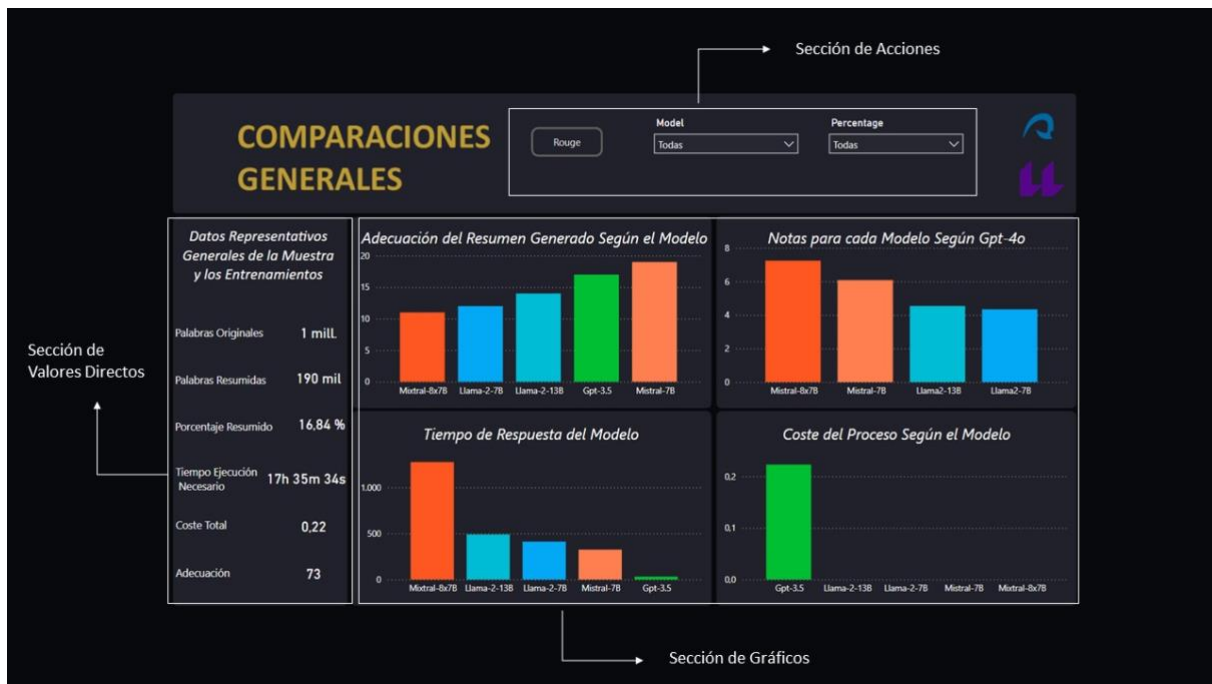 Sección de Acciones
COMPARACIONES
GENERALES
Rouge
Model
Todas
Percentage
Todas
Sección de
Valores Directos
Datos Representativos
Generales de la Muestra
y los Entrenamientos
Palabras Originales 1 mill.
Palabras Resumidas 190 mil
Porcentaje Resumido 16,84 %
Tiempo Ejecución
Necesario 17h 35m 34s
Coste Total 0,22
Adecuación 73
Adecuación del Resumen Generado Según el Modelo
20
15
10
5
0
Mixtral-8x7B Llama-2-7B Llama-2-13B Gpt-3.5 Mistral-7B
Notas para cada Modelo Según Gpt-4o
8
6
4
2
0
Mixtral-8x7B Mistral-7B Llama2-13B Llama2-7B
Tiempo de Respuesta del Modelo
1.000
500
0
Mixtral-8x7B Llama-2-13B Llama-2-7B Mistral-7B Gpt-3.5
Coste del Proceso Según el Modelo
0,2
0,1
0,0
Gpt-3.5 Llama-2-13B Llama-2-7B Mistral-7B Mixtral-8x7B
Sección de Gráficos